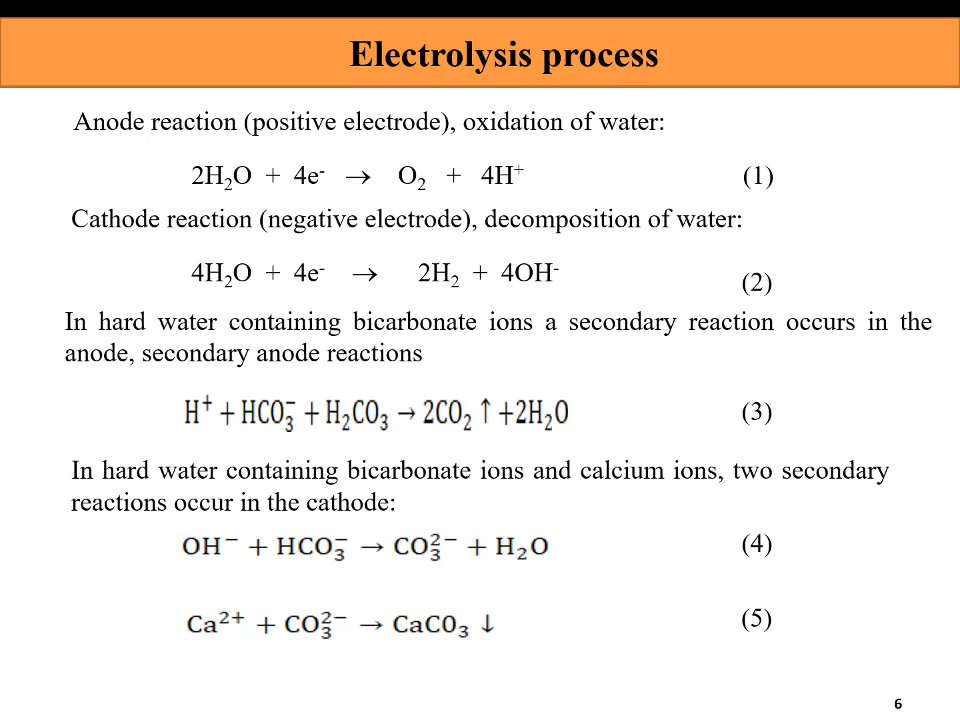 Electrolysis process
Anode reaction (positive electrode), oxidation of water:
2H₂O + 4e⁻ → O₂ + 4H⁺ (1)
Cathode reaction (negative electrode), decomposition of water:
4H₂O + 4e⁻ → 2H₂ + 4OH⁻ (2)
In hard water containing bicarbonate ions a secondary reaction occurs in the
anode, secondary anode reactions
H⁺ + HCO₃⁻ + H₂CO₃ → 2CO₂ ↑ +2H₂O (3)
In hard water containing bicarbonate ions and calcium ions, two secondary
reactions occur in the cathode:
OH⁻ + HCO₃⁻ → CO₃²⁻ + H₂O (4)
Ca²⁺ + CO₃²⁻ → CaC0₃ ↓ (5)
6